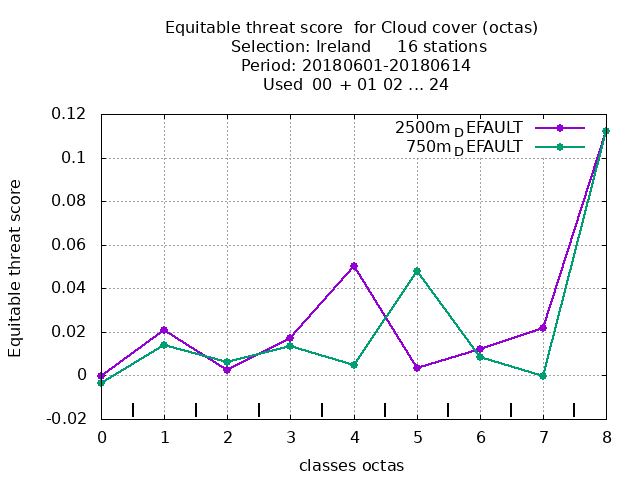 Equitable threat score  for Cloud cover (octas)
Selection: Ireland     16 stations
Period: 20180601-20180614
Used  00  + 01 02 ... 24
2500m_DEFAULT
750m_DEFAULT
0.12
0.1
0.08
0.06
0.04
0.02
0
-0.02
Equitable threat score
0 1 2 3 4 5 6 7 8
classes octas